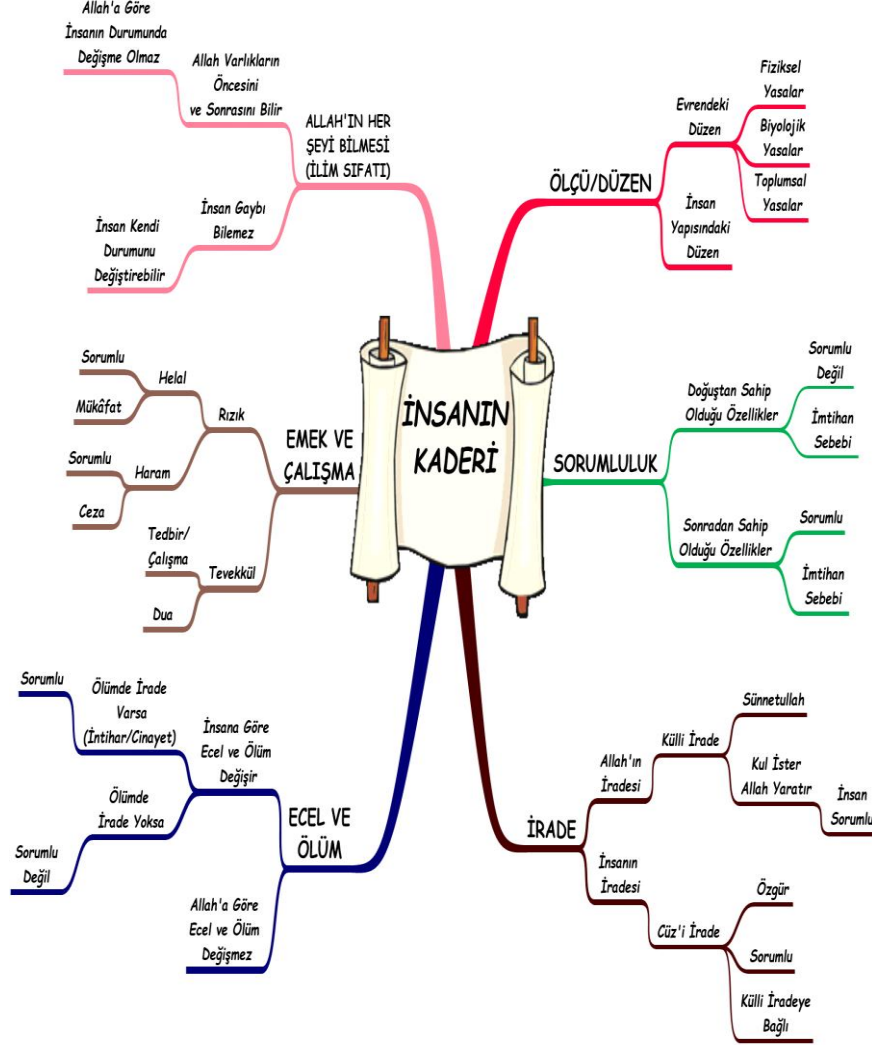 İNSANIN
KADERİ
ALLAH'IN HER
ŞEYİ BİLMESİ
(İLİM SIFATI)
Allah Varlıkların
Öncesini
ve Sonrasını Bilir
Allah'a Göre
İnsanın Durumunda
Değişme Olmaz
İnsan Gaybı
Bilemez
İnsan Kendi
Durumunu
Değiştirebilir
ÖLÇÜ/DÜZEN
Evrendeki
Düzen
Fiziksel
Yasalar
Biyolojik
Yasalar
Toplumsal
Yasalar
İnsan
Yapısındaki
Düzen
EMEK VE
ÇALIŞMA
Rızık
Helal
Sorumlu
Mükâfat
Haram
Sorumlu
Ceza
Tevekkül
Tedbir/
Çalışma
Dua
SORUMLULUK
Doğuştan Sahip
Olduğu Özellikler
Sorumlu
Değil
İmtihan
Sebebi
Sonradan Sahip
Olduğu Özellikler
Sorumlu
İmtihan
Sebebi
ECEL VE
ÖLÜM
İnsana Göre
Ecel ve Ölüm
Değişir
Ölümde İrade
Varsa
(İntihar/Cinayet)
Sorumlu
Ölümde
İrade Yoksa
Sorumlu
Değil
Allah'a Göre
Ecel ve Ölüm
Değişmez
İRADE
Allah'ın
İradesi
Külli İrade
Sünnetullah
Kul İster
Allah Yaratır
İnsan
Sorumlu
İnsanın
İradesi
Cüz'i İrade
Özgür
Sorumlu
Külli İradeye
Bağlı